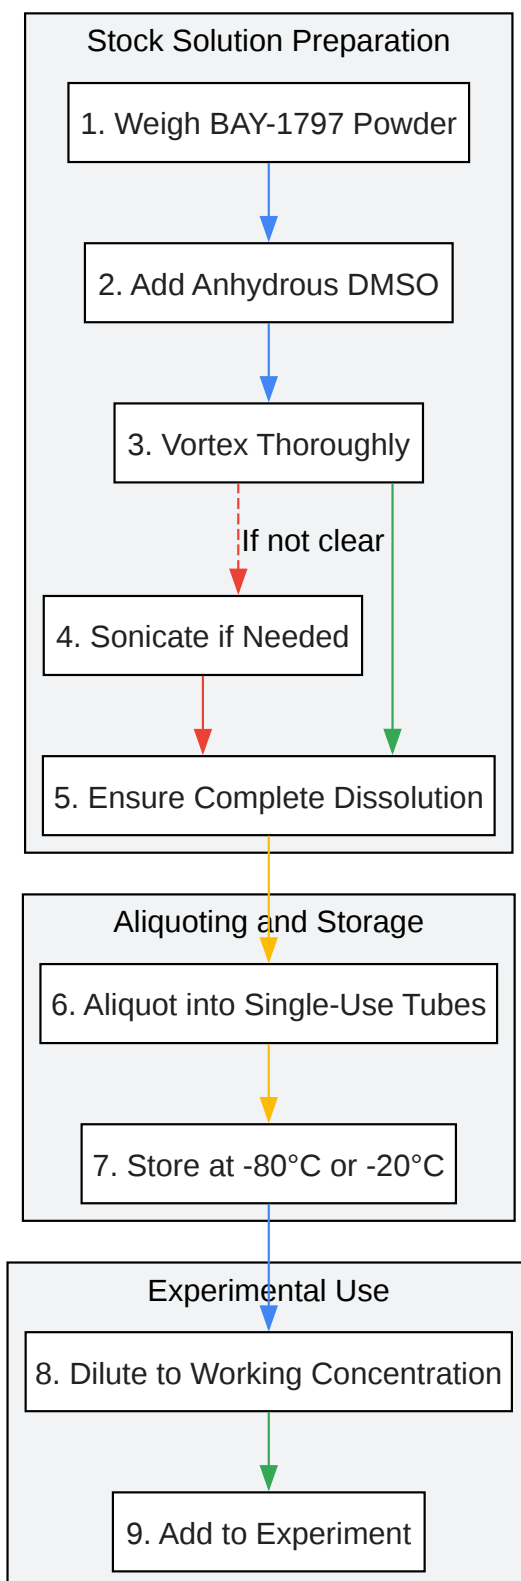 Stock Solution Preparation
1. Weigh BAY-1797 Powder
2. Add Anhydrous DMSO
3. Vortex Thoroughly
If not clear
4. Sonicate if Needed
5. Ensure Complete Dissolution
Aliquoting and Storage
6. Aliquot into Single-Use Tubes
7. Store at -80°C or -20°C
Experimental Use
8. Dilute to Working Concentration
9. Add to Experiment